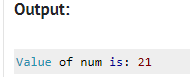 Output:
Value of num is: 21